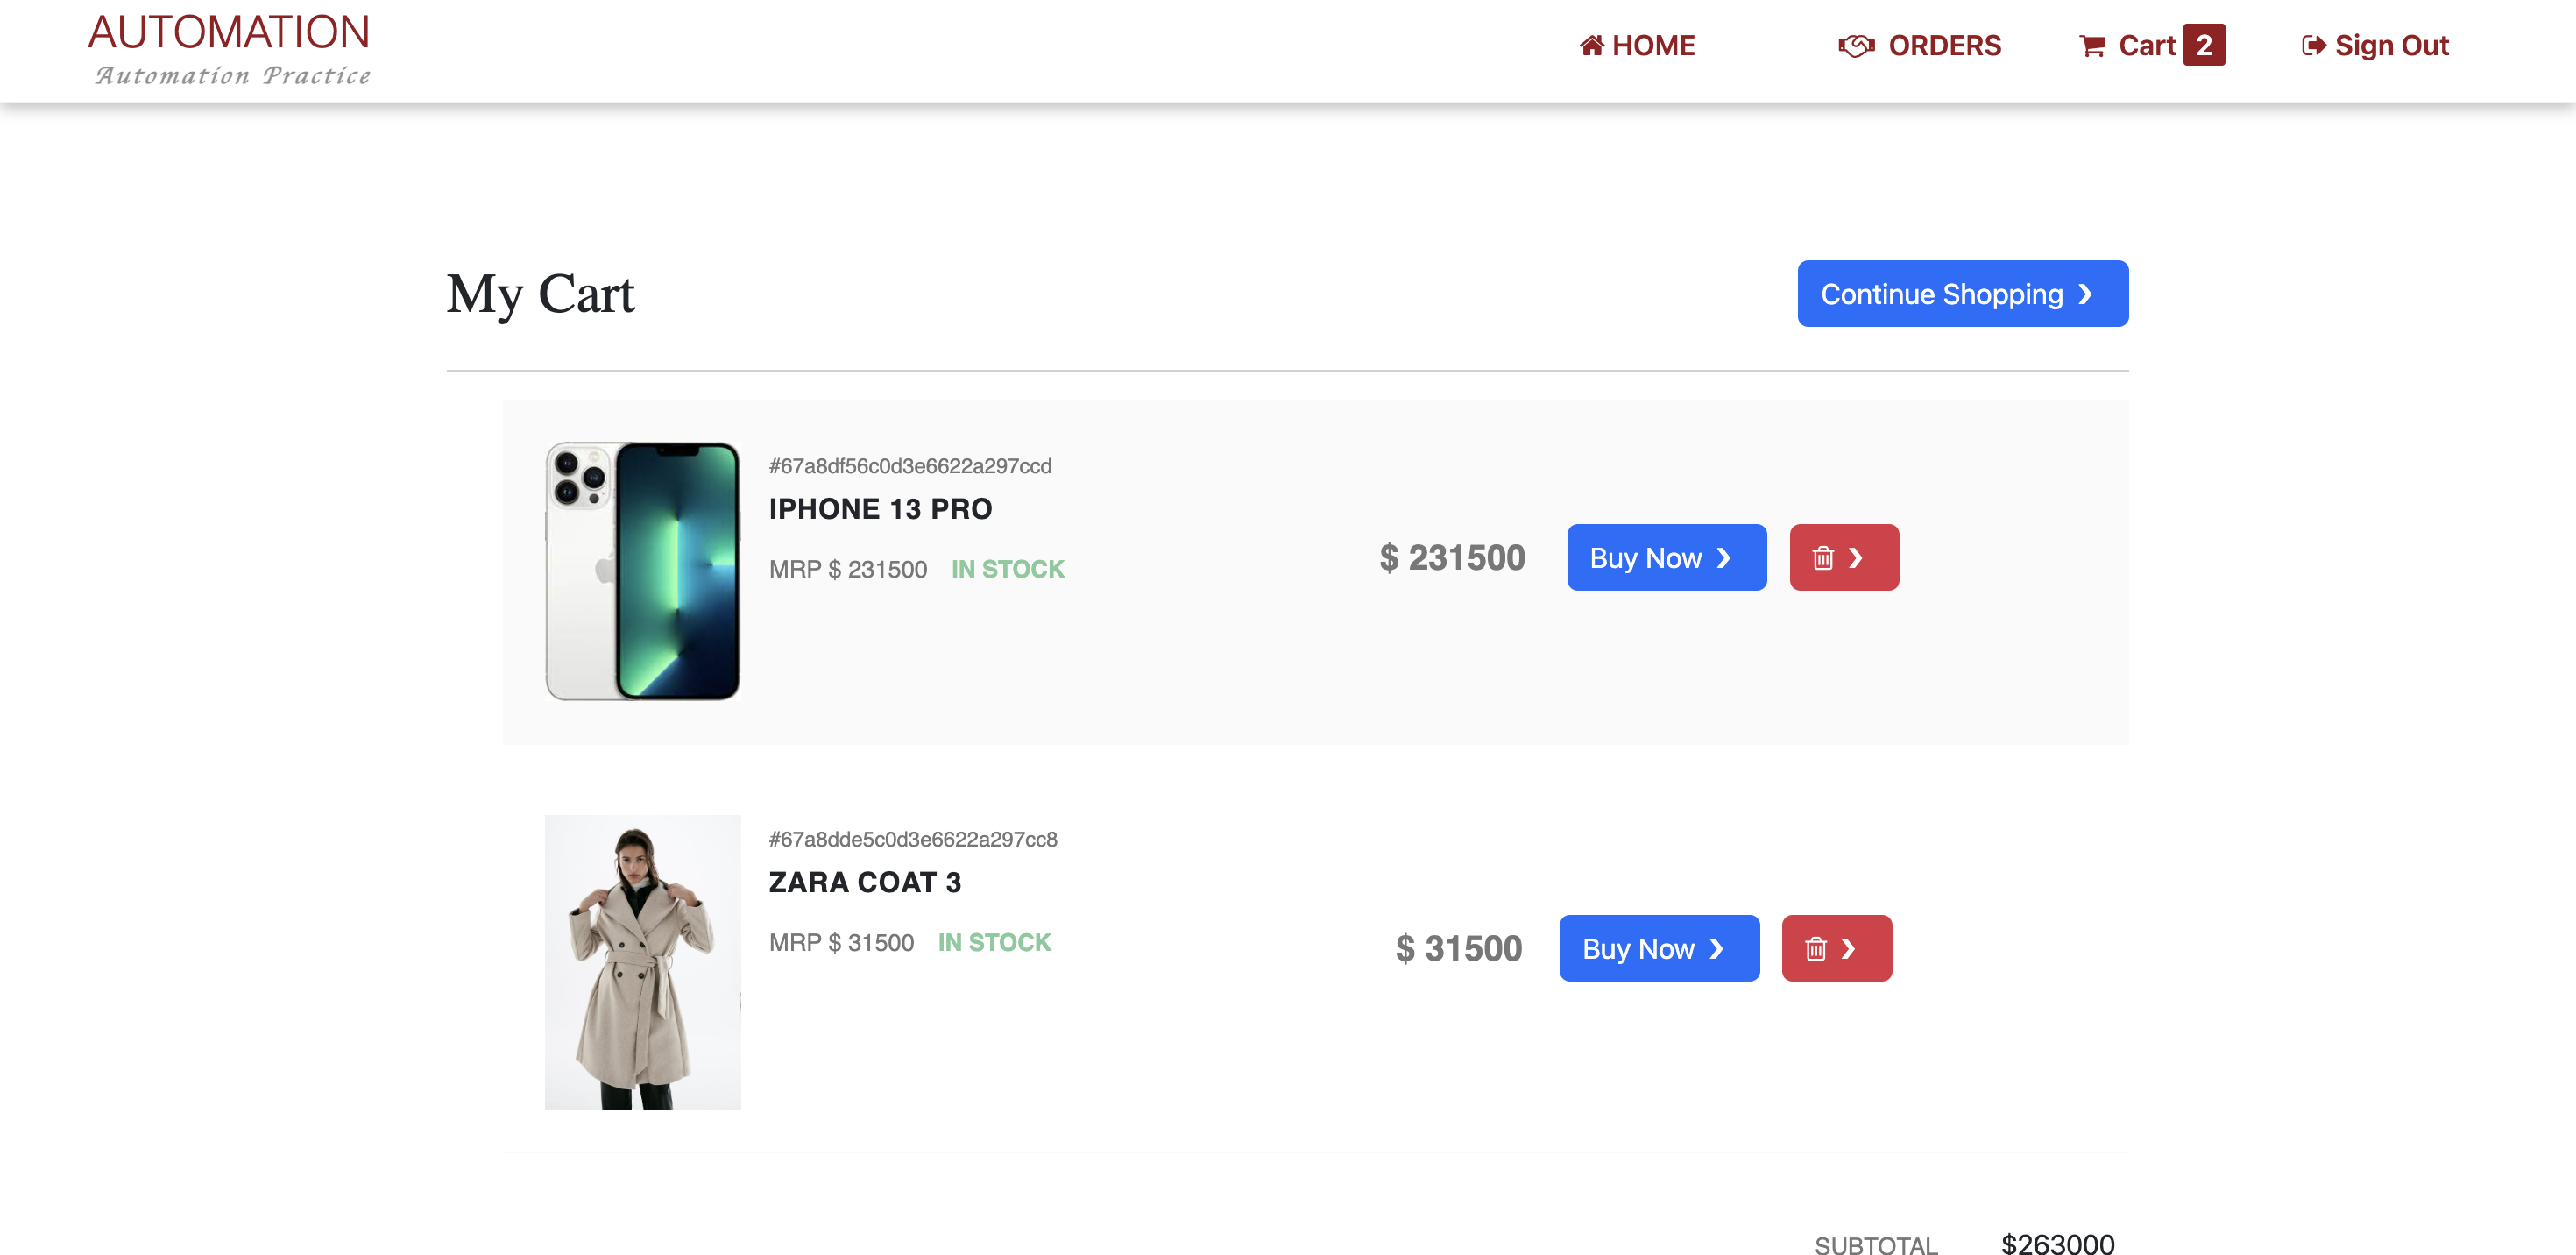 AUTOMATION
Automation Practice
HOME
ORDERS
Cart 2
Sign Out
My Cart
Continue Shopping ❯
#67a8df56c0d3e6622a297ccd
IPHONE 13 PRO
MRP $ 231500 IN STOCK
$ 231500
Buy Now ❯
❯
#67a8dde5c0d3e6622a297cc8
ZARA COAT 3
MRP $ 31500 IN STOCK
$ 31500
Buy Now ❯
❯
SUBTOTAL $263000